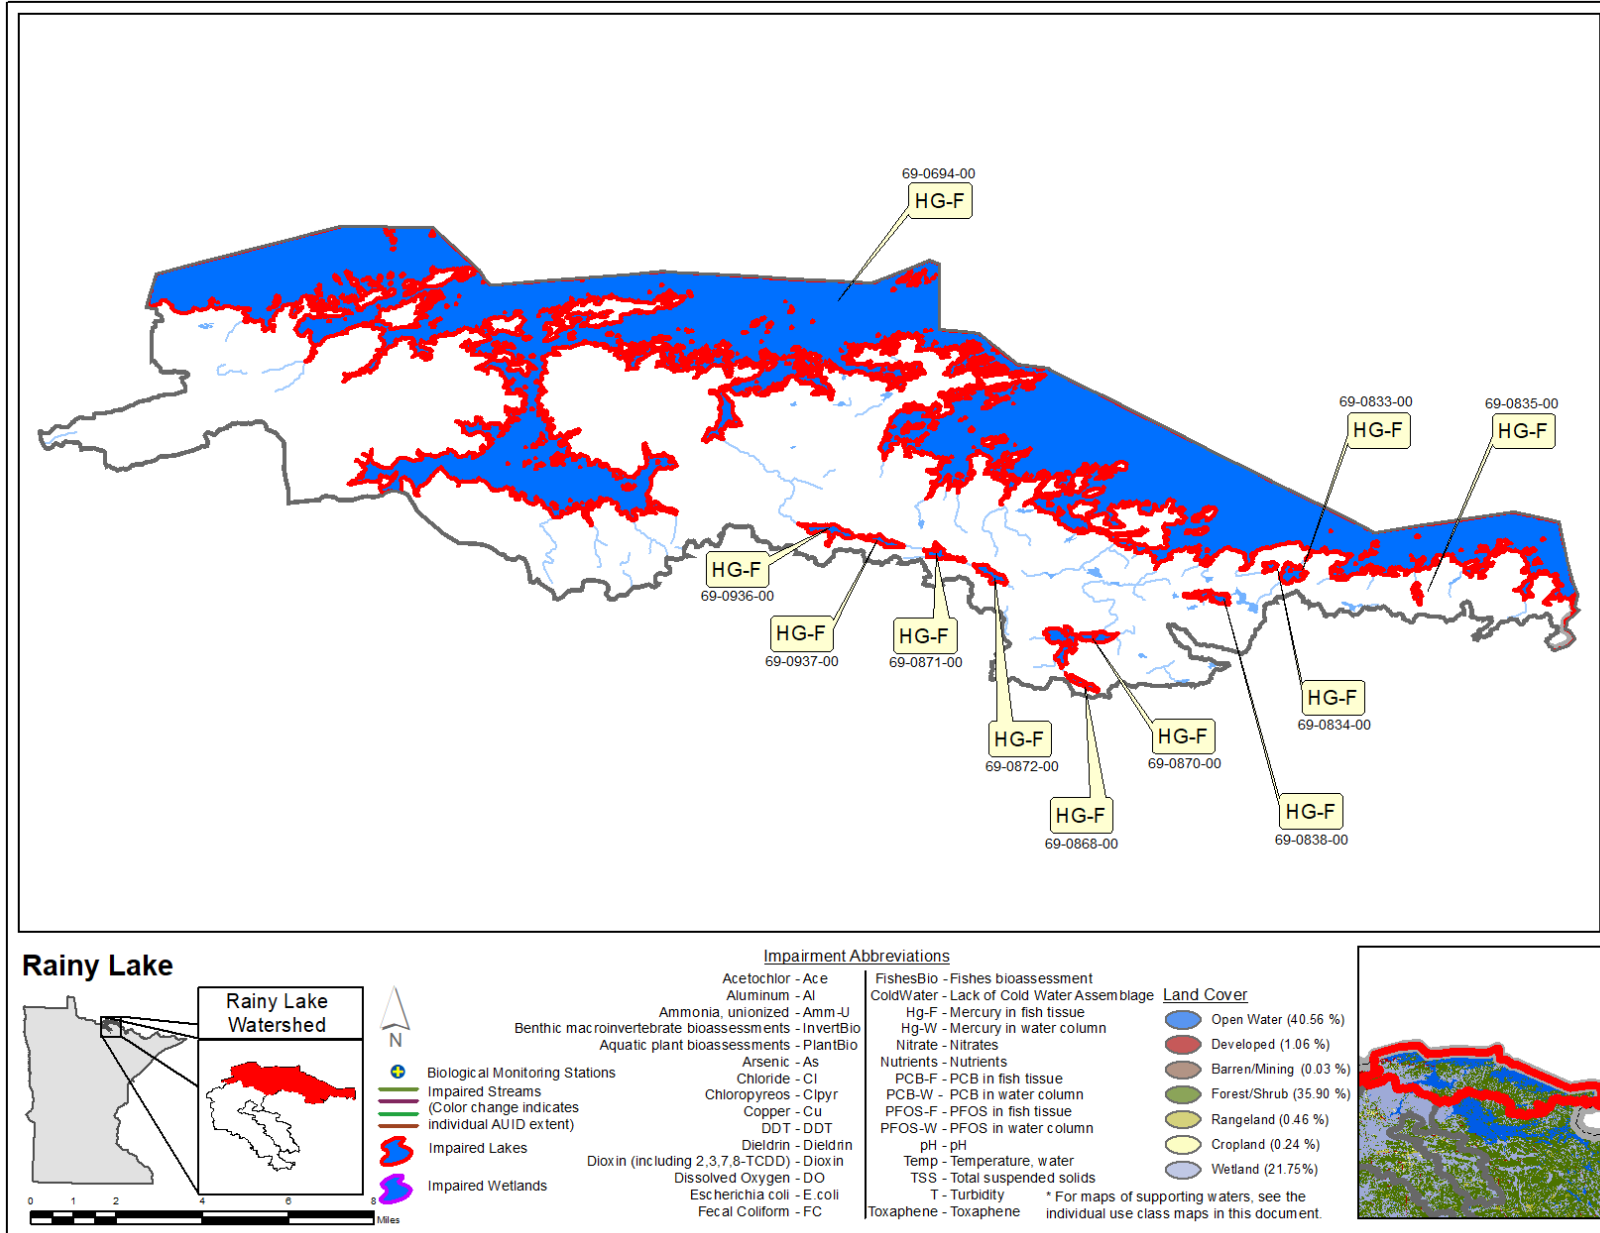 69-0694-00
HG-F
69-0833-00
HG-F
69-0835-00
HG-F
HG-F
69-0936-00
HG-F
69-0937-00
HG-F
69-0871-00
HG-F
69-0872-00
HG-F
69-0868-00
HG-F
69-0870-00
HG-F
69-0834-00
HG-F
69-0838-00
Rainy Lake
Rainy Lake
Watershed
N
Biological Monitoring Stations
Impaired Streams
(Color change indicates
individual AUID extent)
Impaired Lakes
Impaired Wetlands
0 1 2 4 6 8
Miles
Impairment Abbreviations
Acetochlor - Ace
Aluminum - Al
Ammonia, unionized - Amm-U
Benthic macroinvertebrate bioassessments - InvertBio
Aquatic plant bioassessments - PlantBio
Arsenic - As
Chloride - Cl
Chloropyreos - Clpyr
Copper - Cu
DDT - DDT
Dieldrin - Dieldrin
Dioxin (including 2,3,7,8-TCDD) - Dioxin
Dissolved Oxygen - DO
Escherichia coli - E.coli
Fecal Coliform - FC
FishesBio - Fishes bioassessment
ColdWater - Lack of Cold Water Assemblage
Hg-F - Mercury in fish tissue
Hg-W - Mercury in water column
Nitrate - Nitrates
Nutrients - Nutrients
PCB-F - PCB in fish tissue
PCB-W - PCB in water column
PFOS-F - PFOS in fish tissue
PFOS-W - PFOS in water column
pH - pH
Temp - Temperature, water
TSS - Total suspended solids
T - Turbidity
Toxaphene - Toxaphene
Land Cover
Open Water (40.56 %)
Developed (1.06 %)
Barren/Mining (0.03 %)
Forest/Shrub (35.90 %)
Rangeland (0.46 %)
Cropland (0.24 %)
Wetland (21.75%)
* For maps of supporting waters, see the
individual use class maps in this document.